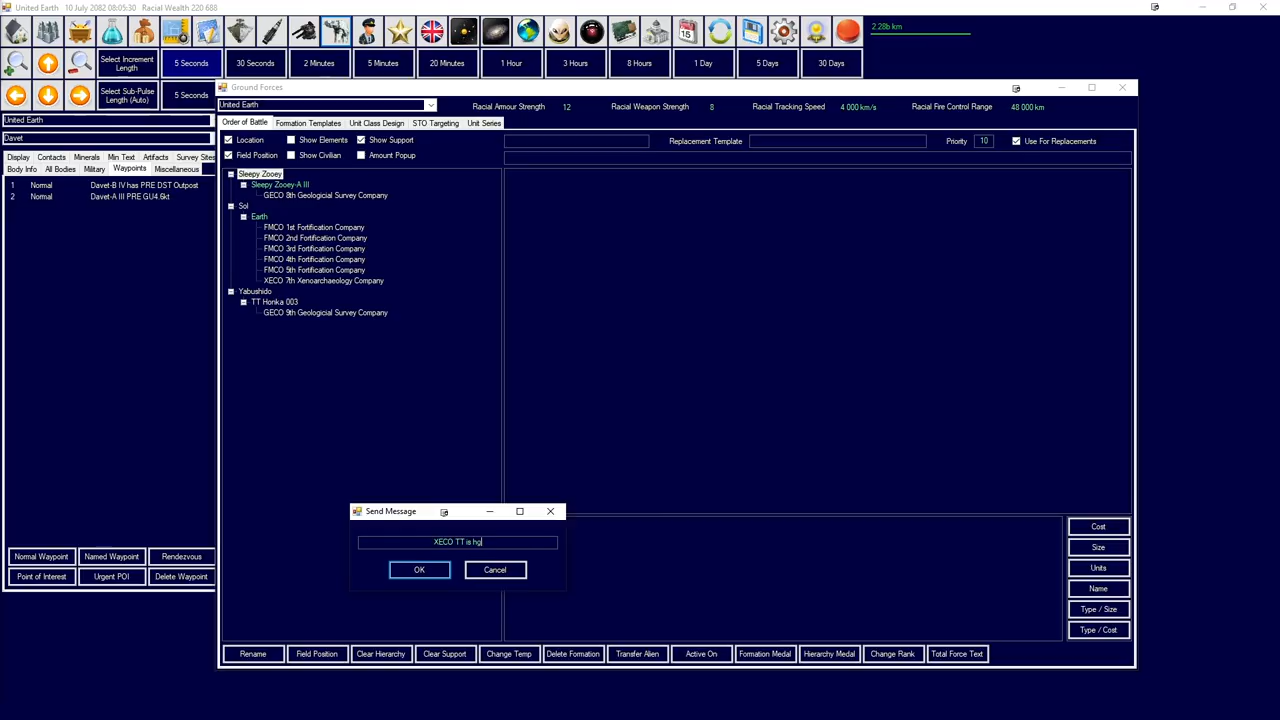 United Earth 10 July 2082 08:05:30 Racial Wealth 220 688
2.28b km
Select Increment Length
5 Seconds
30 Seconds
2 Minutes
5 Minutes
20 Minutes
1 Hour
3 Hours
8 Hours
1 Day
5 Days
30 Days
Select Sub-Pulse Length (Auto)
5 Seconds
United Earth
Davet
Display Contacts Minerals Min Text Artifacts Survey Sites
Body Info All Bodies Military Waypoints Miscellaneous
1 Normal Davet-B IV has PRE DST Outpost
2 Normal Davet-A III PRE GU4.6kt
Normal Waypoint Named Waypoint Rendezvous
Point of Interest Urgent POI Delete Waypoint
Ground Forces
United Earth
Racial Armour Strength 12 Racial Weapon Strength 8 Racial Tracking Speed 4 000 km/s Racial Fire Control Range 48 000 km
Order of Battle Formation Templates Unit Class Design STO Targeting Unit Series
Location Show Elements Show Support
Field Position Show Civilian Amount Popup
Replacement Template Priority 10 Use For Replacements
Sleepy Zooey
Sleepy Zooey-A III
GECO 8th Geologicial Survey Company
Sol
Earth
FMCO 1st Fortification Company
FMCO 2nd Fortification Company
FMCO 3rd Fortification Company
FMCO 4th Fortification Company
FMCO 5th Fortification Company
XECO 7th Xenoarchaeology Company
Yabushido
TT Honka 003
GECO 9th Geologicial Survey Company
Send Message
XECO TT is hg
OK Cancel
Cost
Size
Units
Name
Type / Size
Type / Cost
Rename Field Position Clear Hierarchy Clear Support Change Temp Delete Formation Transfer Alien Active On Formation Medal Hierarchy Medal Change Rank Total Force Text